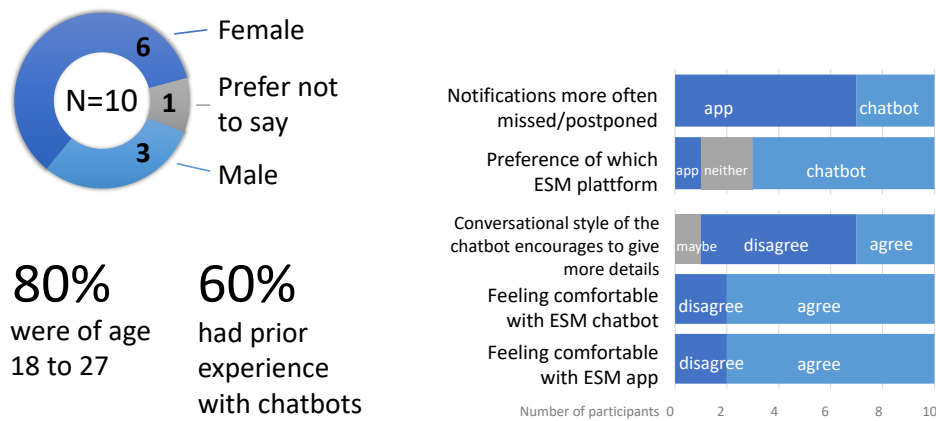 6
Female
N=10
1
Prefer not
to say
3
Male
80%
were of age
18 to 27
60%
had prior
experience
with chatbots
Notifications more often
missed/postponed
app
chatbot
Preference of which
ESM plattform
app
neither
chatbot
Conversational style of the
chatbot encourages to give
more details
maybe
disagree
agree
Feeling comfortable
with ESM chatbot
disagree
agree
Feeling comfortable
with ESM app
disagree
agree
Number of participants 0 2 4 6 8 10